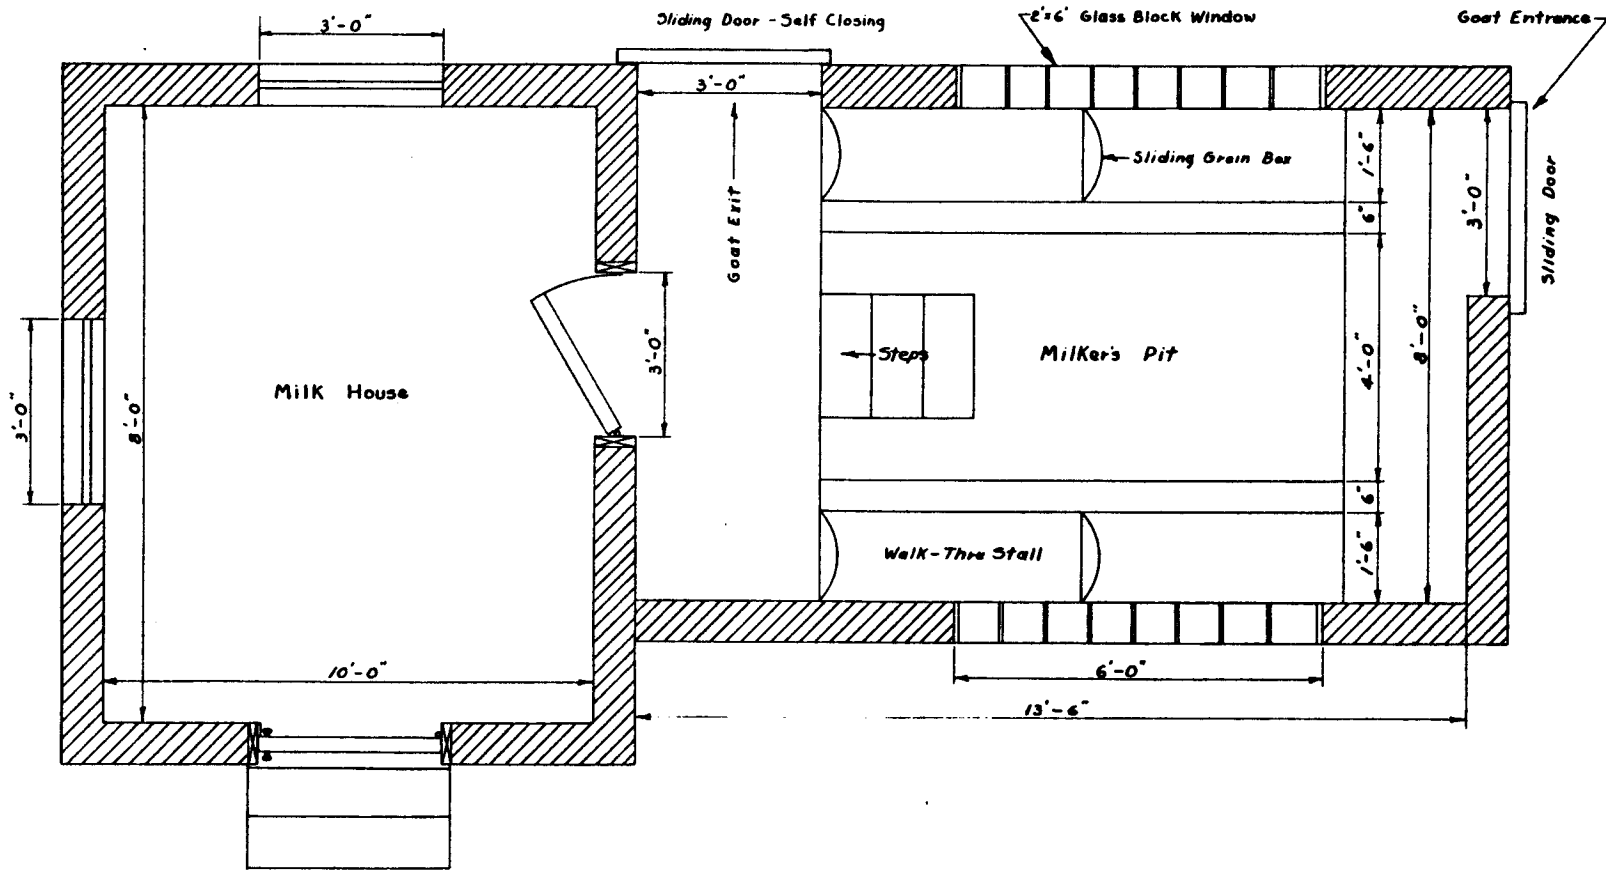 3'-0"
Sliding Door - Self Closing
2'x6' Glass Block Window
Goat Entrance
3'-0"
Goat Exit
Sliding Grain Box
1'-6"
6"
3'-0"
Sliding Door
3'-0"
8'-0"
Milk House
3'-0"
Steps
Milker's Pit
4'-0"
8'-0"
6"
Walk-Thru Stall
1'-6"
10'-0"
6'-0"
13'-6"